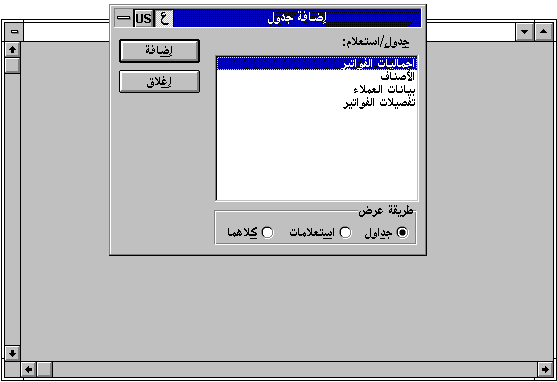 إضافة جدول
US
ع
جدول/استعلام:
إضافة
إغلاق
إجماليات الفواتير
الأصناف
بيانات العملاء
تفصيلات الفواتير
طريقة عرض
جداول
استعلامات
كلاهما